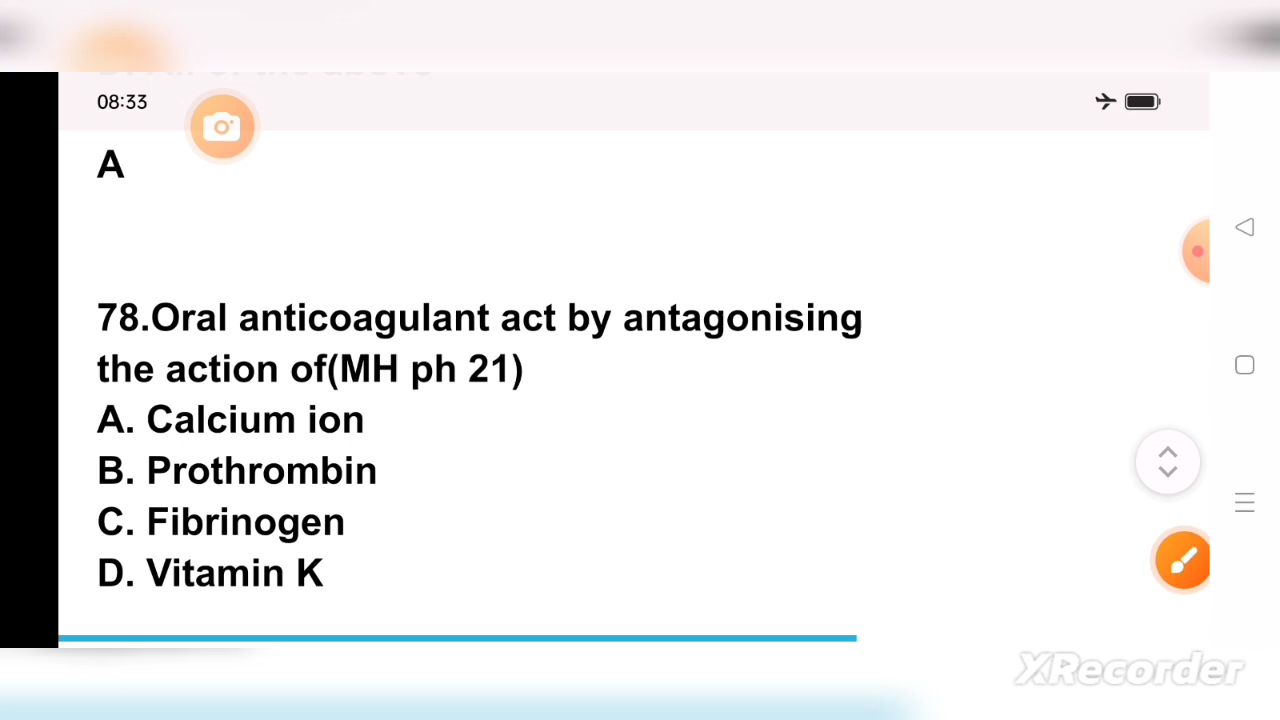 08:33
A
78.Oral anticoagulant act by antagonising
the action of(MH ph 21)
A. Calcium ion
B. Prothrombin
C. Fibrinogen
D. Vitamin K
XRecorder